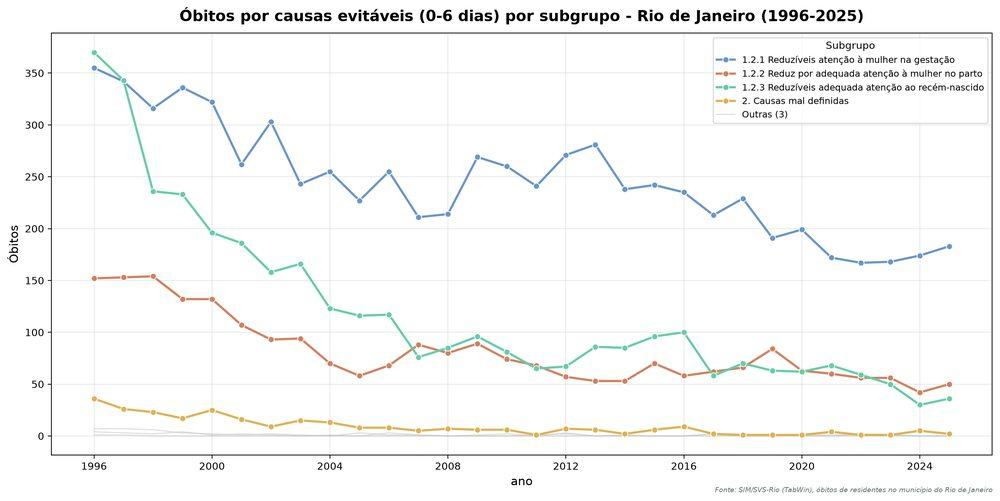 Óbitos por causas evitáveis (0-6 dias) por subgrupo - Rio de Janeiro (1996-2025)
Subgrupo
1.2.1 Reduzíveis atenção à mulher na gestação
1.2.2 Reduz por adequada atenção à mulher no parto
1.2.3 Reduzíveis adequada atenção ao recém-nascido
2. Causas mal definidas
Outras (3)
Óbitos
350
300
250
200
150
100
50
0
1996
2000
2004
2008
2012
2016
2020
2024
ano
Fonte: SIM/SVS-Rio (TabWin), óbitos de residentes no município do Rio de Janeiro